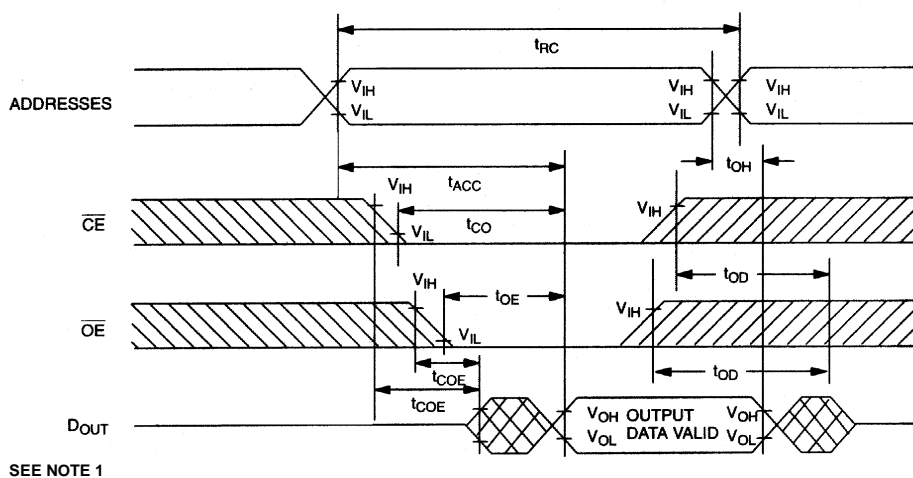 tRC
ADDRESSES
VIH
VIL
VIH
VIL
VIH
VIL
tOH
tACC
VIH
CE
tCO
VIL
VIH
tOD
VIH
OE
tOE
VIL
VIH
tCOE
tOD
tCOE
DOUT
VOH
VOL
OUTPUT
DATA VALID
VOH
VOL
SEE NOTE 1